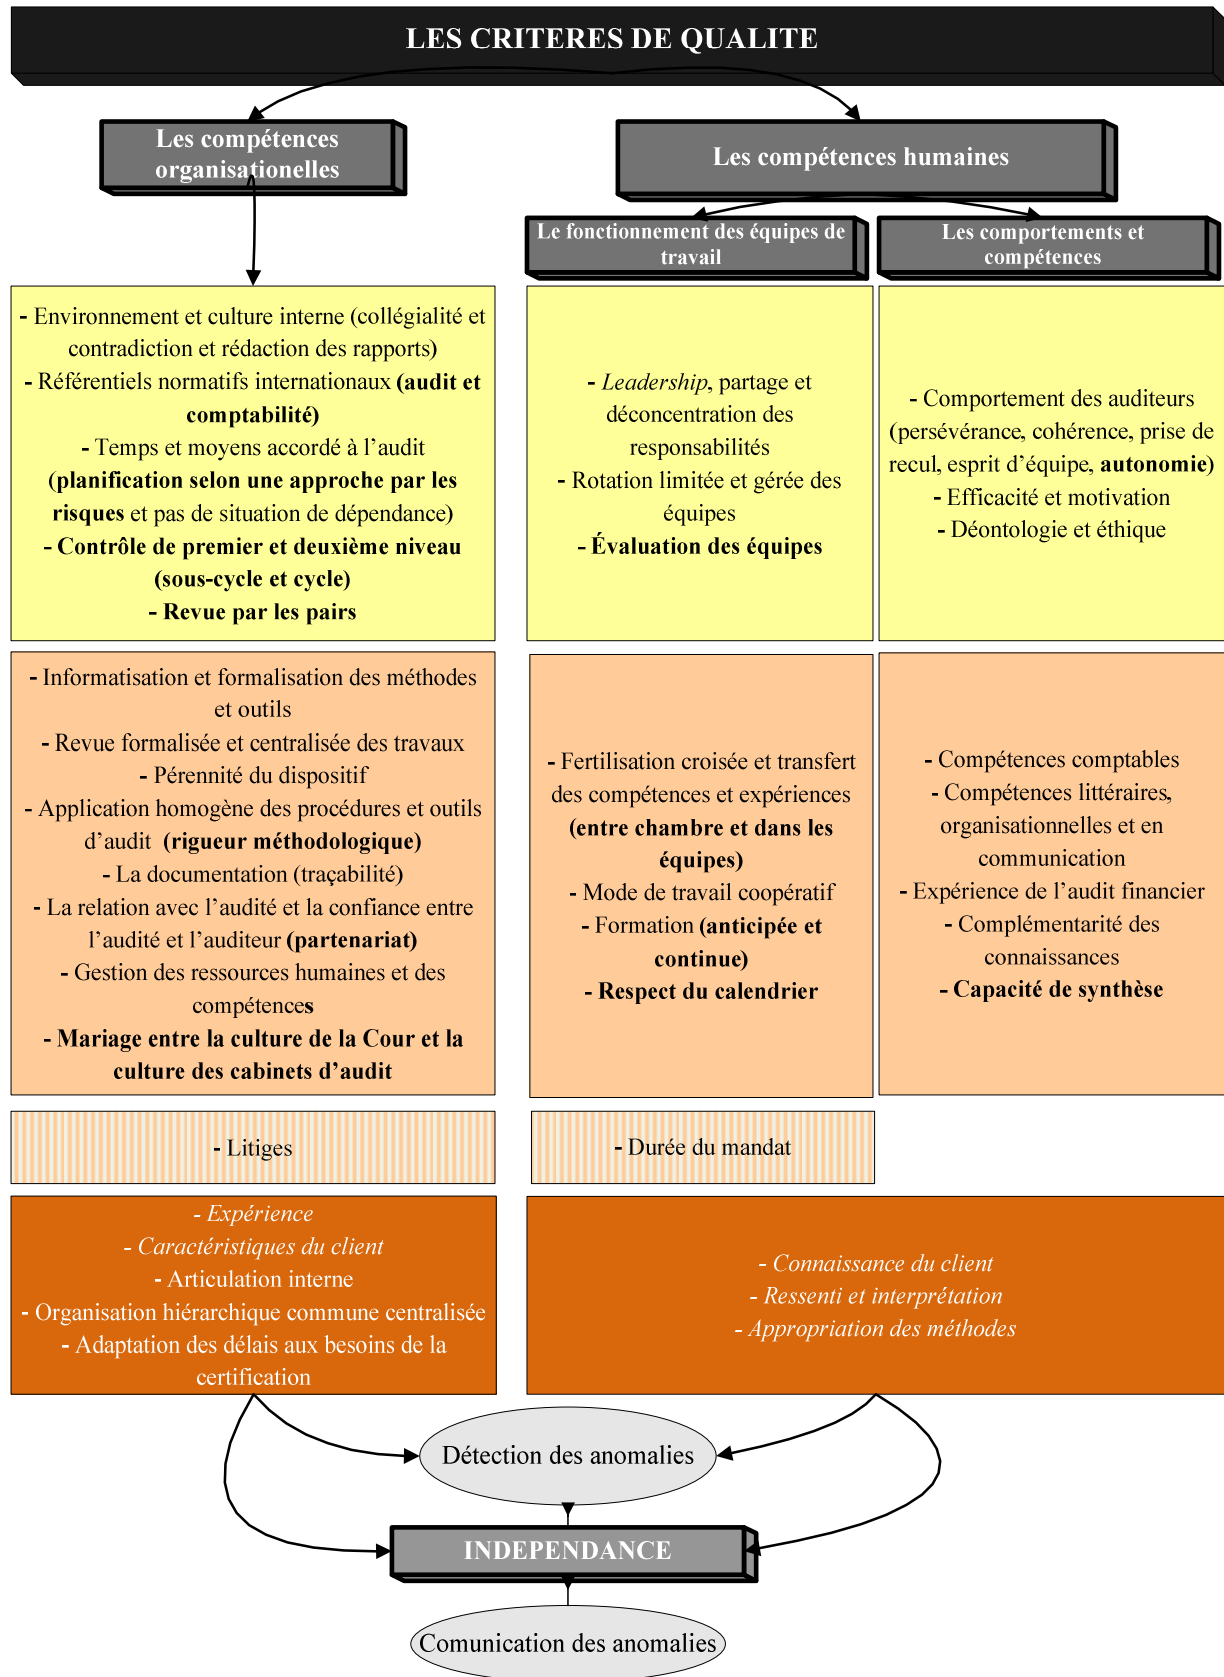 LES CRITERES DE QUALITE
Les compétences
organisationelles
Les compétences humaines
Le fonctionnement des équipes de
travail
Les comportements et
compétences
- Environnement et culture interne (collégialité et
contradiction et rédaction des rapports)
- Référentiels normatifs internationaux (audit et
comptabilité)
- Temps et moyens accordé à l’audit
(planification selon une approche par les
risques et pas de situation de dépendance)
- Contrôle de premier et deuxième niveau
(sous-cycle et cycle)
- Revue par les pairs
- Leadership, partage et
déconcentration des
responsabilités
- Rotation limitée et gérée des
équipes
- Évaluation des équipes
- Comportement des auditeurs
(persévérance, cohérence, prise de
recul, esprit d’équipe, autonomie)
- Efficacité et motivation
- Déontologie et éthique
- Informatisation et formalisation des méthodes
et outils
- Revue formalisée et centralisée des travaux
- Pérennité du dispositif
- Application homogène des procédures et outils
d’audit (rigueur méthodologique)
- La documentation (traçabilité)
- La relation avec l’audité et la confiance entre
l’audité et l’auditeur (partenariat)
- Gestion des ressources humaines et des
compétences
- Mariage entre la culture de la Cour et la
culture des cabinets d’audit
- Fertilisation croisée et transfert
des compétences et expériences
(entre chambre et dans les
équipes)
- Mode de travail coopératif
- Formation (anticipée et
continue)
- Respect du calendrier
- Compétences comptables
- Compétences littéraires,
organisationnelles et en
communication
- Expérience de l’audit financier
- Complémentarité des
connaissances
- Capacité de synthèse
- Litiges
- Durée du mandat
- Expérience
- Caractéristiques du client
- Articulation interne
- Organisation hiérarchique commune centralisée
- Adaptation des délais aux besoins de la
certification
- Connaissance du client
- Ressenti et interprétation
- Appropriation des méthodes
Détection des anomalies
INDEPENDANCE
Comunication des anomalies